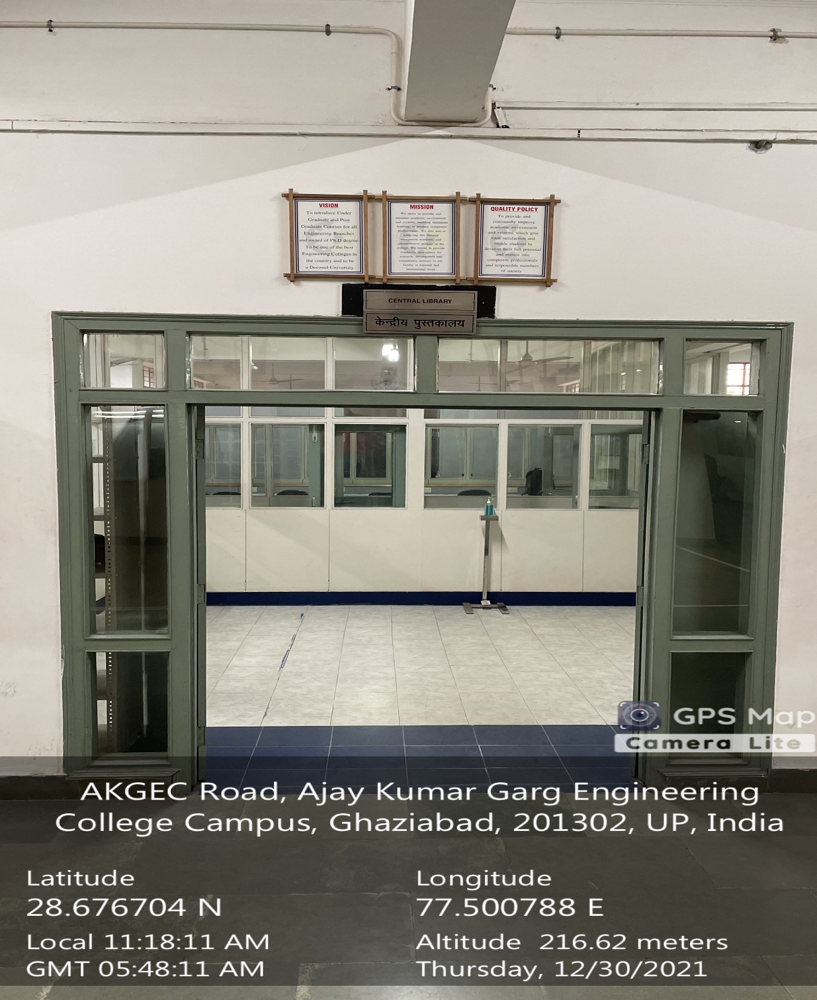 VISION
To introduce Under
Graduate and Post
Graduate Courses for all
Engineering Branches
and award of Ph.D degree.
To be one of the best
Engineering Colleges in
the country and to be
a Deemed University.
MISSION
We strive to provide and
maintain academic environment
and systems, enabling sustained
learning, to produce competent
professionals. We also aim at
achieving this through
transparent academic and
administrative policies in the
college. We intend to provide
conducive atmosphere for
research, development and
consultancy services to our
faculty at national and
international level.
QUALITY POLICY
To provide and
continually improve
academic environment
and systems which give
total satisfaction and
enable students to
develop their full potential
and mature into
competent professionals
and responsible members
of society.
CENTRAL LIBRARY
केन्द्रीय पुस्तकालय
GPS Map
Camera Lite
AKGEC Road, Ajay Kumar Garg Engineering
College Campus, Ghaziabad, 201302, UP, India
Latitude
28.676704 N
Longitude
77.500788 E
Local 11:18:11 AM
GMT 05:48:11 AM
Altitude 216.62 meters
Thursday, 12/30/2021